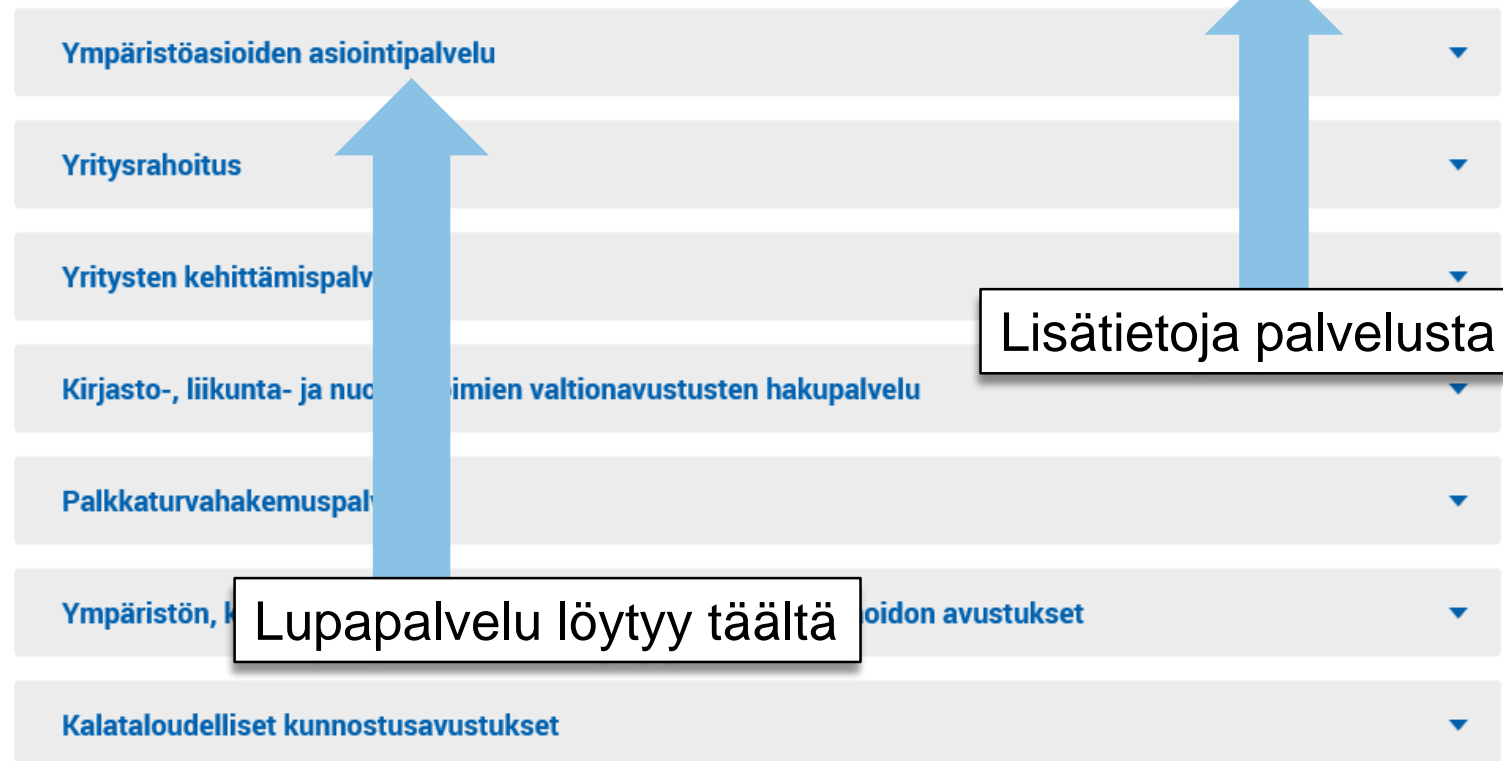 Ympäristöasioiden asiointipalvelu
Yritysrahoitus
Yritysten kehittämispalv
Lisätietoja palvelusta
Kirjasto-, liikunta- ja nuo imien valtionavustusten hakupalvelu
Palkkaturvahakemuspal
Ympäristön, oidon avustukset
Lupapalvelu löytyy täältä
Kalataloudelliset kunnostusavustukset